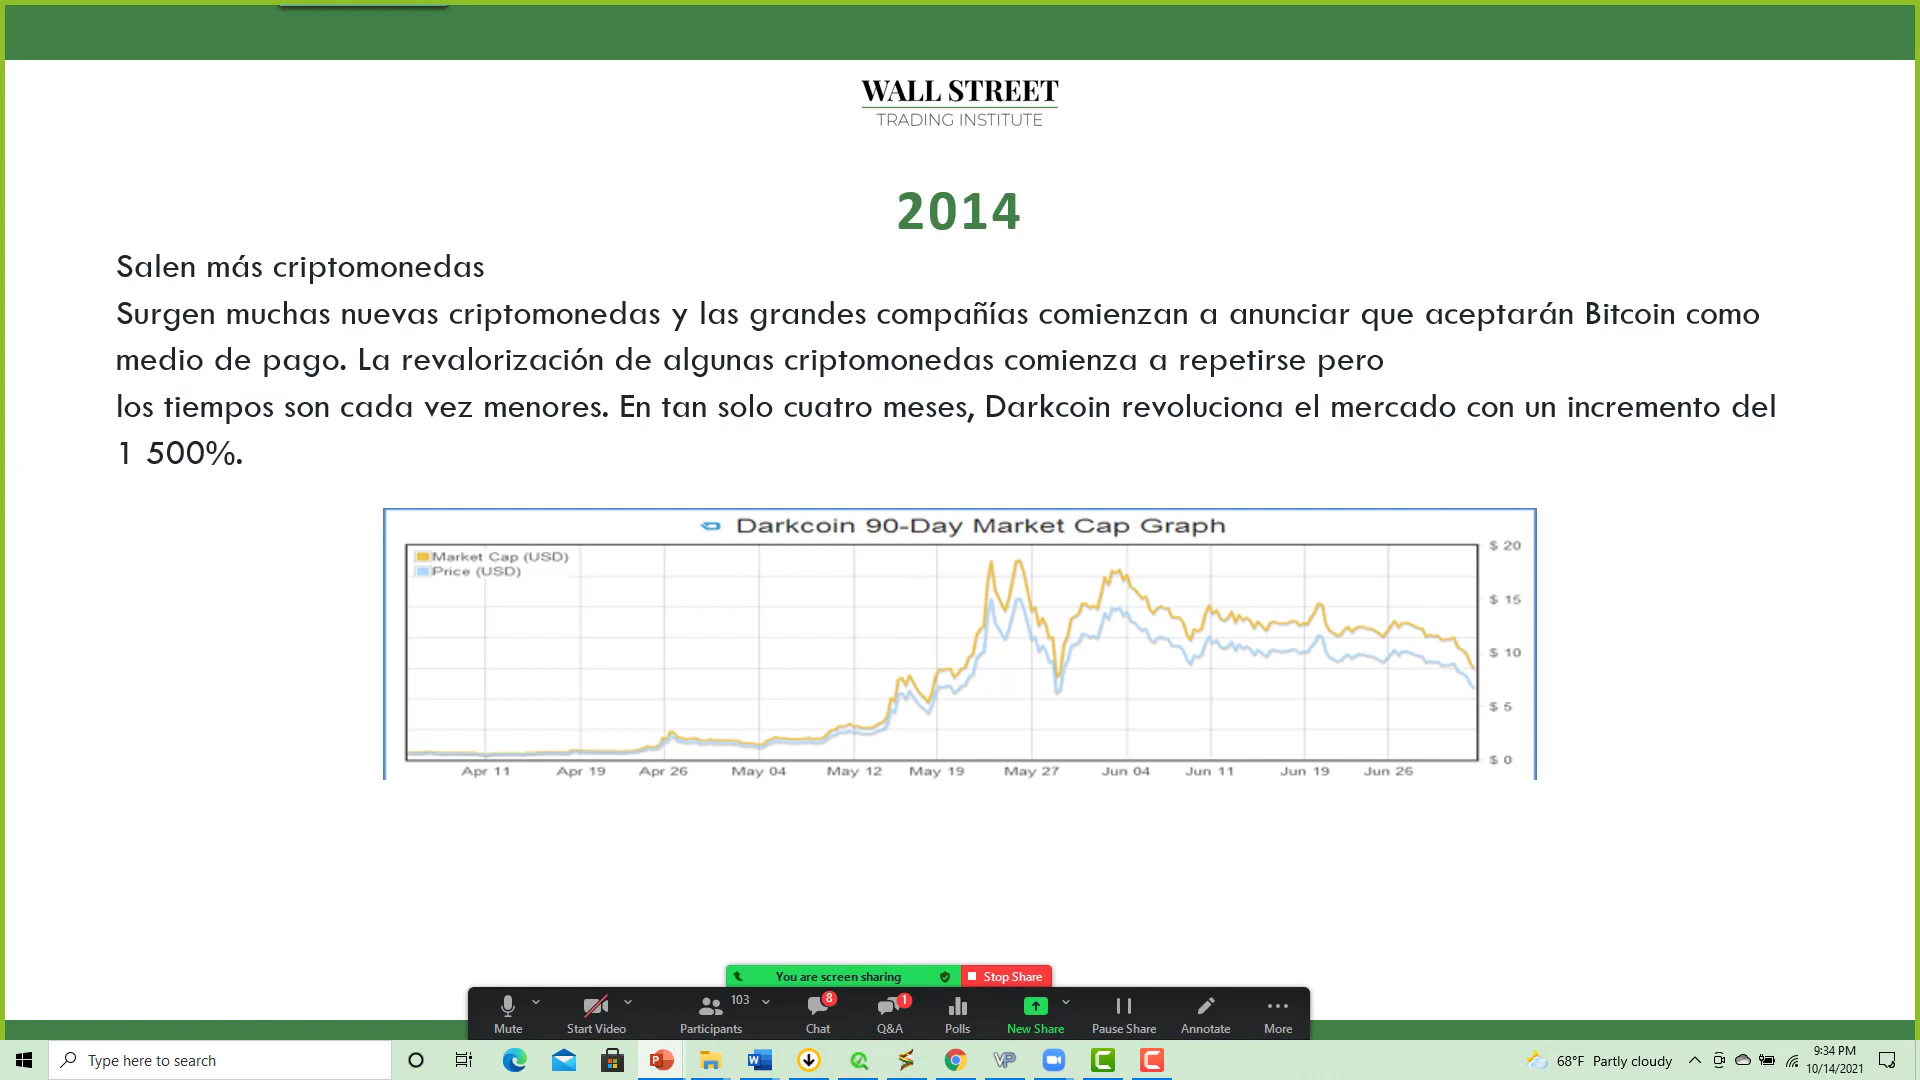 WALL STREET
TRADING INSTITUTE
2014
Salen más criptomonedas
Surgen muchas nuevas criptomonedas y las grandes compañías comienzan a anunciar que aceptarán Bitcoin como
medio de pago. La revalorización de algunas criptomonedas comienza a repetirse pero
los tiempos son cada vez menores. En tan solo cuatro meses, Darkcoin revoluciona el mercado con un incremento del
1 500%.
Darkcoin 90-Day Market Cap Graph
Market Cap (USD)
Price (USD)
$ 20
$ 15
$ 10
$ 5
$ 0
Apr 11 Apr 19 Apr 26 May 04 May 12 May 19 May 27 Jun 04 Jun 11 Jun 19 Jun 26
You are screen sharing Stop Share
103 8 1
Mute Start Video Participants Chat Q&A Polls New Share Pause Share Annotate More
Type here to search
68°F Partly cloudy
9:34 PM
10/14/2021